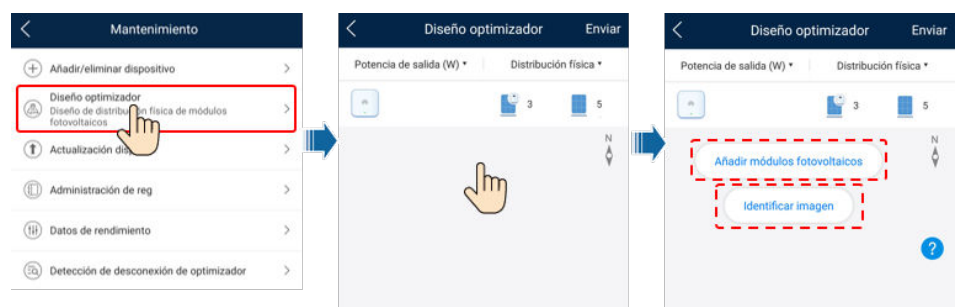 Mantenimiento
Añadir/eliminar dispositivo
Diseño optimizador
Diseño de distribución física de módulos
fotovoltaicos
Actualización
Administración de reg
Datos de rendimiento
Detección de desconexión de optimizador
Diseño optimizador Enviar
Potencia de salida (W) Distribución física
3 5
N
Diseño optimizador Enviar
Potencia de salida (W) Distribución física
3 5
N
Añadir módulos fotovoltaicos
Identificar imagen
?